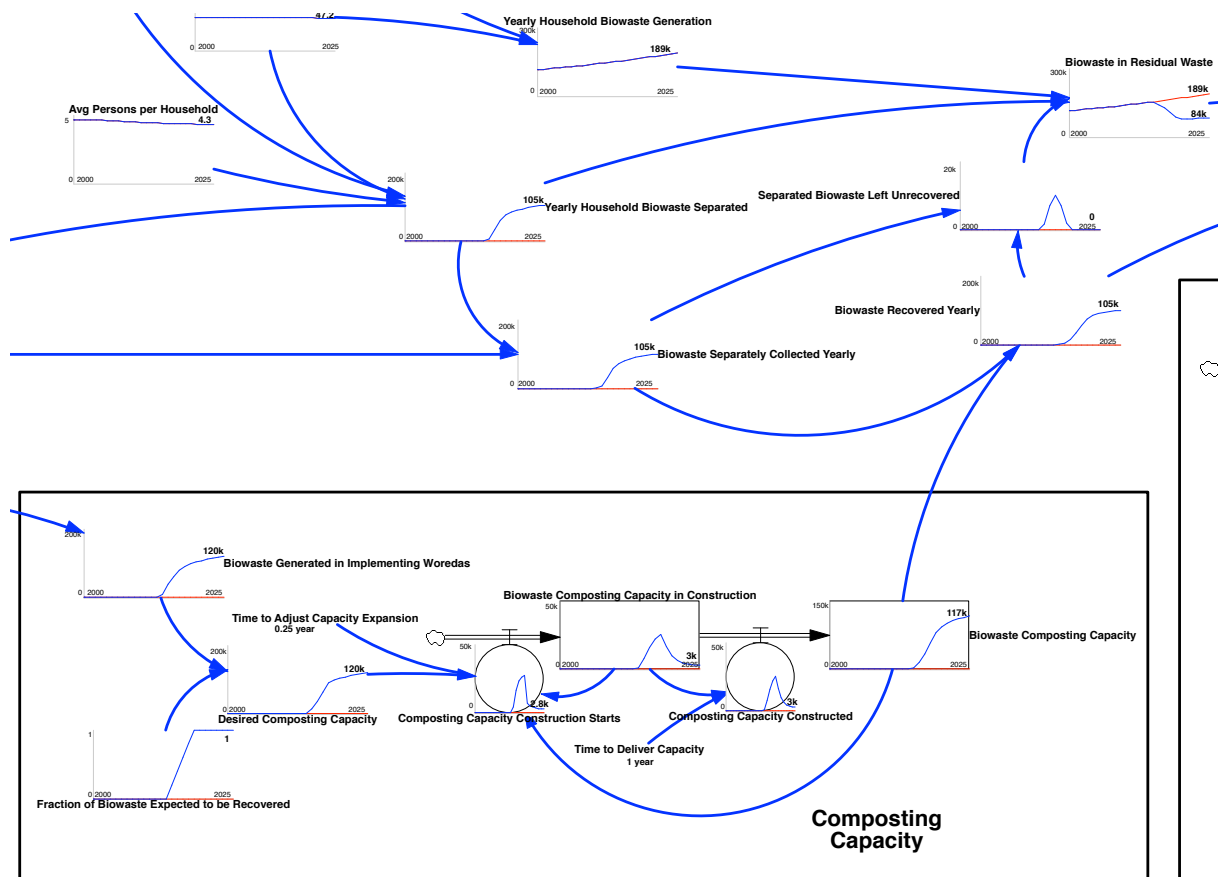 47.2
0 2000 2025
Yearly Household Biowaste Generation
300k
189k
0 2000 2025
Biowaste in Residual Waste
300k
189k
84k
0 2000 2025
Avg Persons per Household
5
4.3
0 2000 2025
200k
105k
Yearly Household Biowaste Separated
0 2000 2025
20k
Separated Biowaste Left Unrecovered
0
0 2000 2025
200k
Biowaste Recovered Yearly
105k
0 2000 2025
200k
105k
Biowaste Separately Collected Yearly
0 2000 2025
200k
120k
Biowaste Generated in Implementing Woredas
0 2000 2025
Time to Adjust Capacity Expansion
0.25 year
200k
120k
0 2000 2025
Desired Composting Capacity
1
1
0 2000 2025
Fraction of Biowaste Expected to be Recovered
Biowaste Composting Capacity in Construction
50k
3k
0 2000 2025
50k
2.8k
0
Composting Capacity Construction Starts
50k
3k
0
Composting Capacity Constructed
Time to Deliver Capacity
1 year
150k
117k
Biowaste Composting Capacity
0 2000 2025
Composting
Capacity